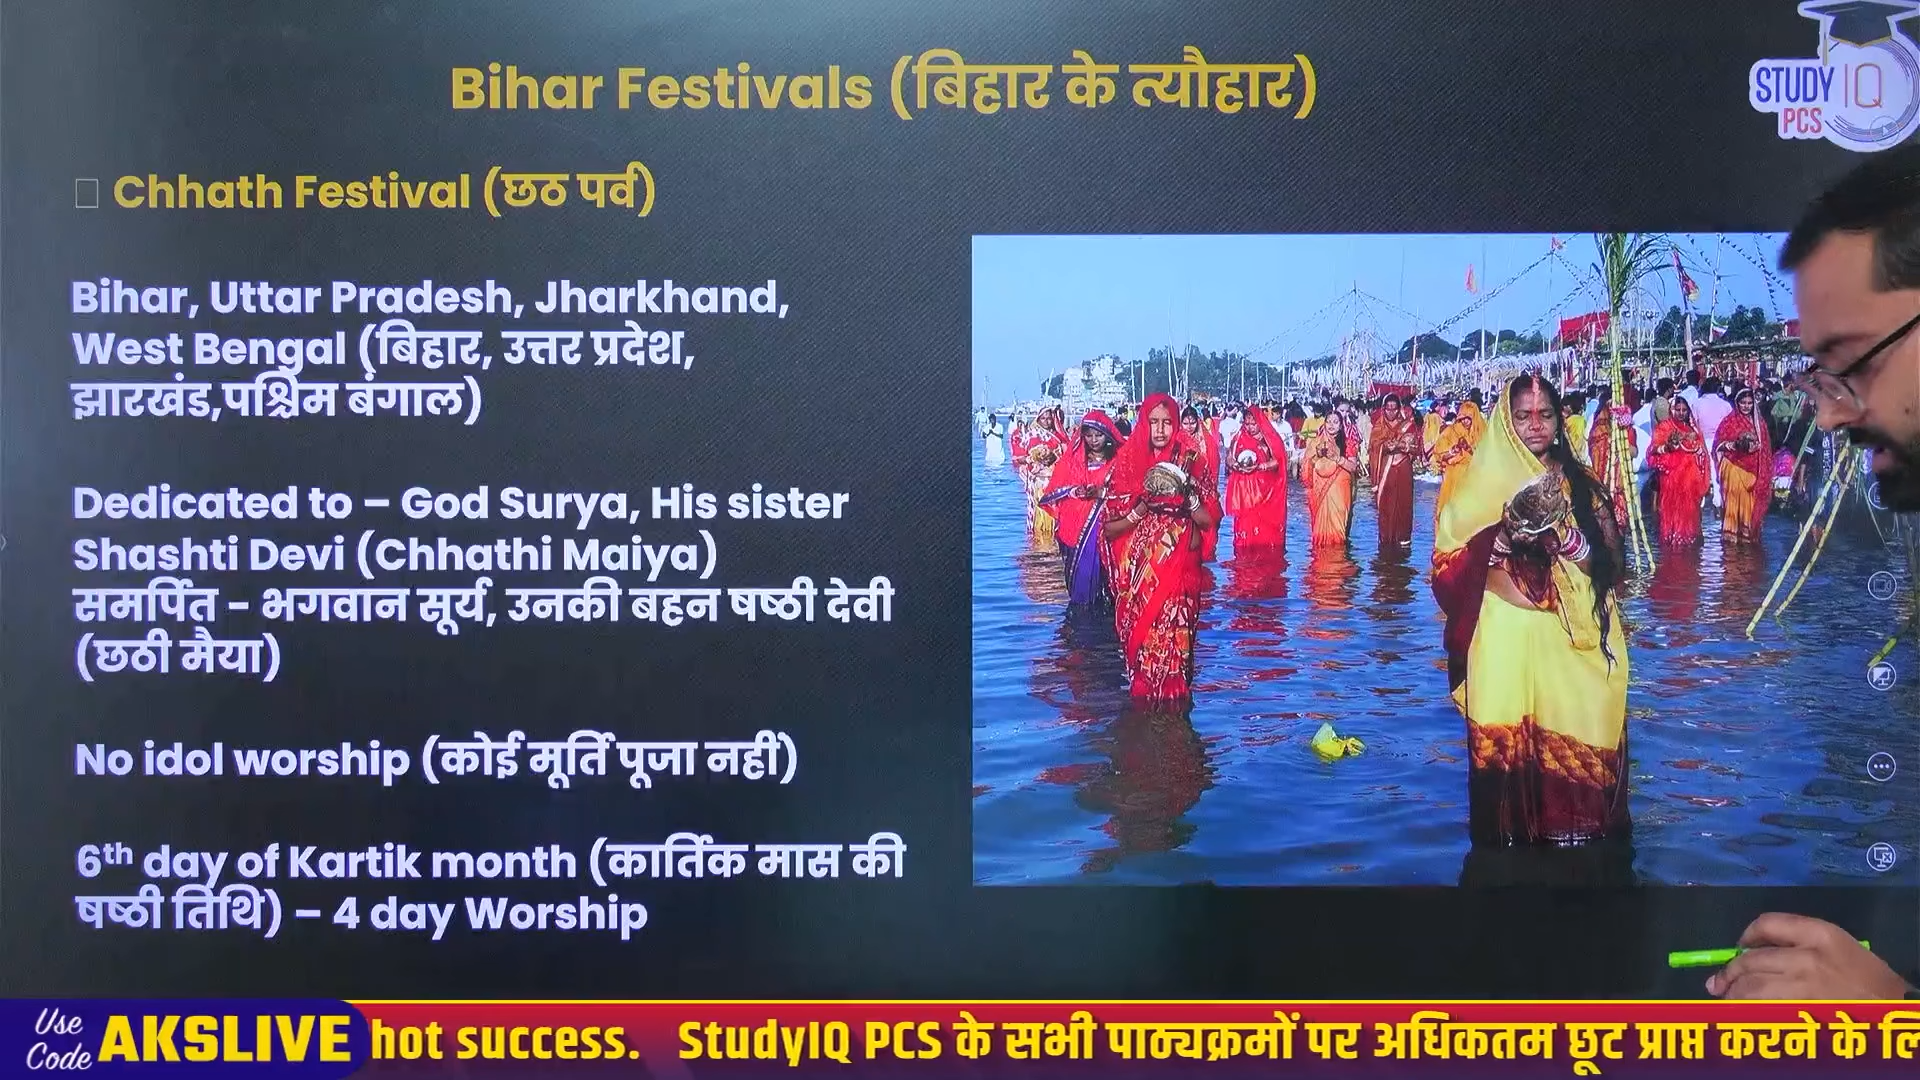 Bihar Festivals (बिहार के त्यौहार)
STUDY IQ
PCS
Chhath Festival (छठ पर्व)
Bihar, Uttar Pradesh, Jharkhand,
West Bengal (बिहार, उत्तर प्रदेश,
झारखंड,पश्चिम बंगाल)
Dedicated to – God Surya, His sister
Shashti Devi (Chhathi Maiya)
समर्पित - भगवान सूर्य, उनकी बहन षष्ठी देवी
(छठी मैया)
No idol worship (कोई मूर्ति पूजा नहीं)
6th day of Kartik month (कार्तिक मास की
षष्ठी तिथि) – 4 day Worship
Use
Code
AKSLIVE
hot success. StudyIQ PCS के सभी पाठ्यक्रमों पर अधिकतम छूट प्राप्त करने के लि